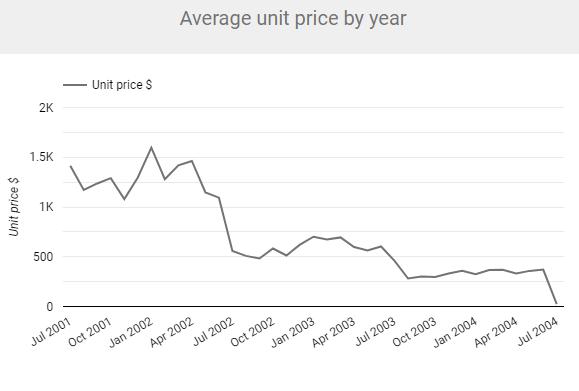 Average unit price by year
Unit price $
2K
1.5K
1K
500
0
Unit price $
Jul 2001
Oct 2001
Jan 2002
Apr 2002
Jul 2002
Oct 2002
Jan 2003
Apr 2003
Jul 2003
Oct 2003
Jan 2004
Apr 2004
Jul 2004